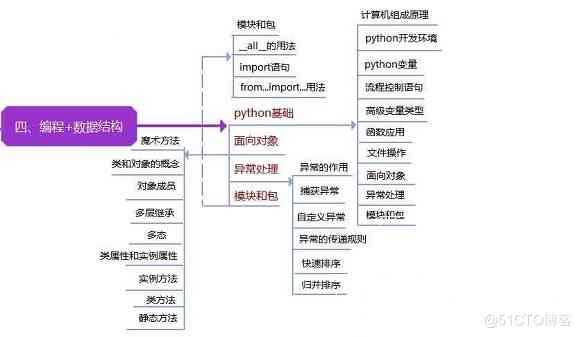 四、编程+数据结构
模块和包
__all__的用法
import语句
from...import...用法
python基础
面向对象
异常处理
模块和包
魔术方法
类和对象的概念
对象成员
多层继承
多态
类属性和实例属性
实例方法
类方法
静态方法
异常的作用
捕获异常
自定义异常
异常的传递规则
快速排序
归并排序
计算机组成原理
python开发环境
python变量
流程控制语句
高级变量类型
函数应用
文件操作
面向对象
异常处理
模块和包
@51CTO博客